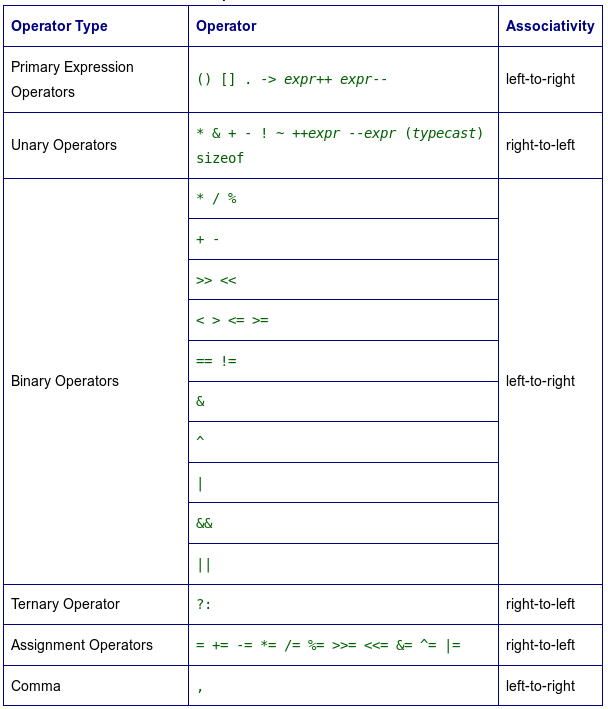 Operator Type Operator Associativity
Primary Expression
Operators
() [] . -> expr++ expr-- left-to-right
Unary Operators
* & + - ! ~ ++expr --expr (typecast)
sizeof
right-to-left
Binary Operators
* / %
+ -
>> <<
< > <= >=
== !=
&
^
|
&&
||
left-to-right
Ternary Operator ?: right-to-left
Assignment Operators = += -= *= /= %= >>= <<= &= ^= |= right-to-left
Comma , left-to-right